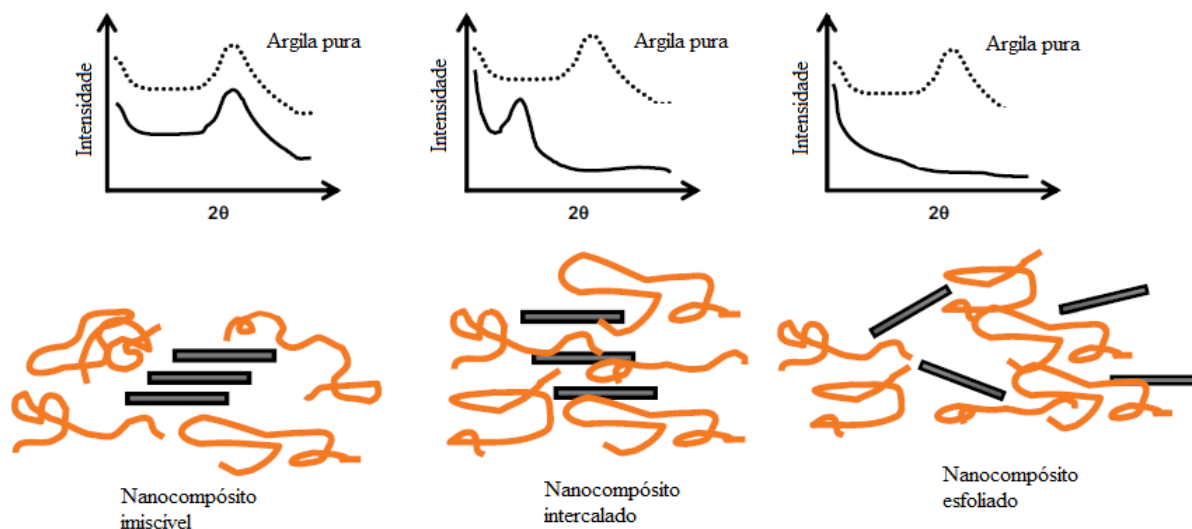 Intensidade
Argila pura
2θ
Intensidade
Argila pura
2θ
Intensidade
Argila pura
2θ
Nanocompósito
imiscível
Nanocompósito
intercalado
Nanocompósito
esfoliado